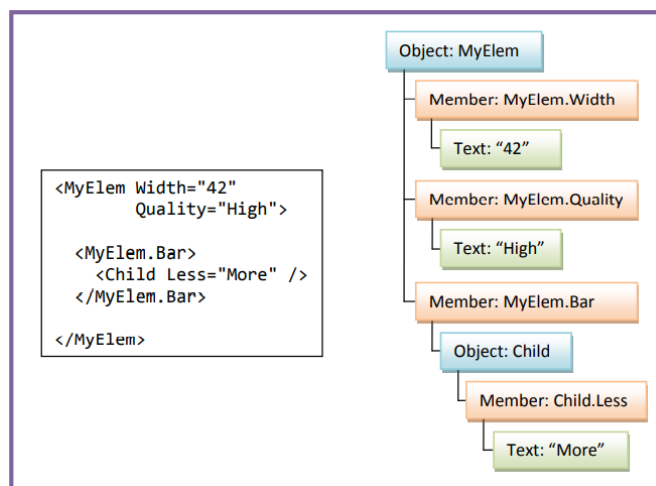 <MyElem Width="42"
Quality="High">
<MyElem.Bar>
<Child Less="More" />
</MyElem.Bar>
</MyElem>
Object: MyElem
Member: MyElem.Width
Text: “42”
Member: MyElem.Quality
Text: “High”
Member: MyElem.Bar
Object: Child
Member: Child.Less
Text: “More”